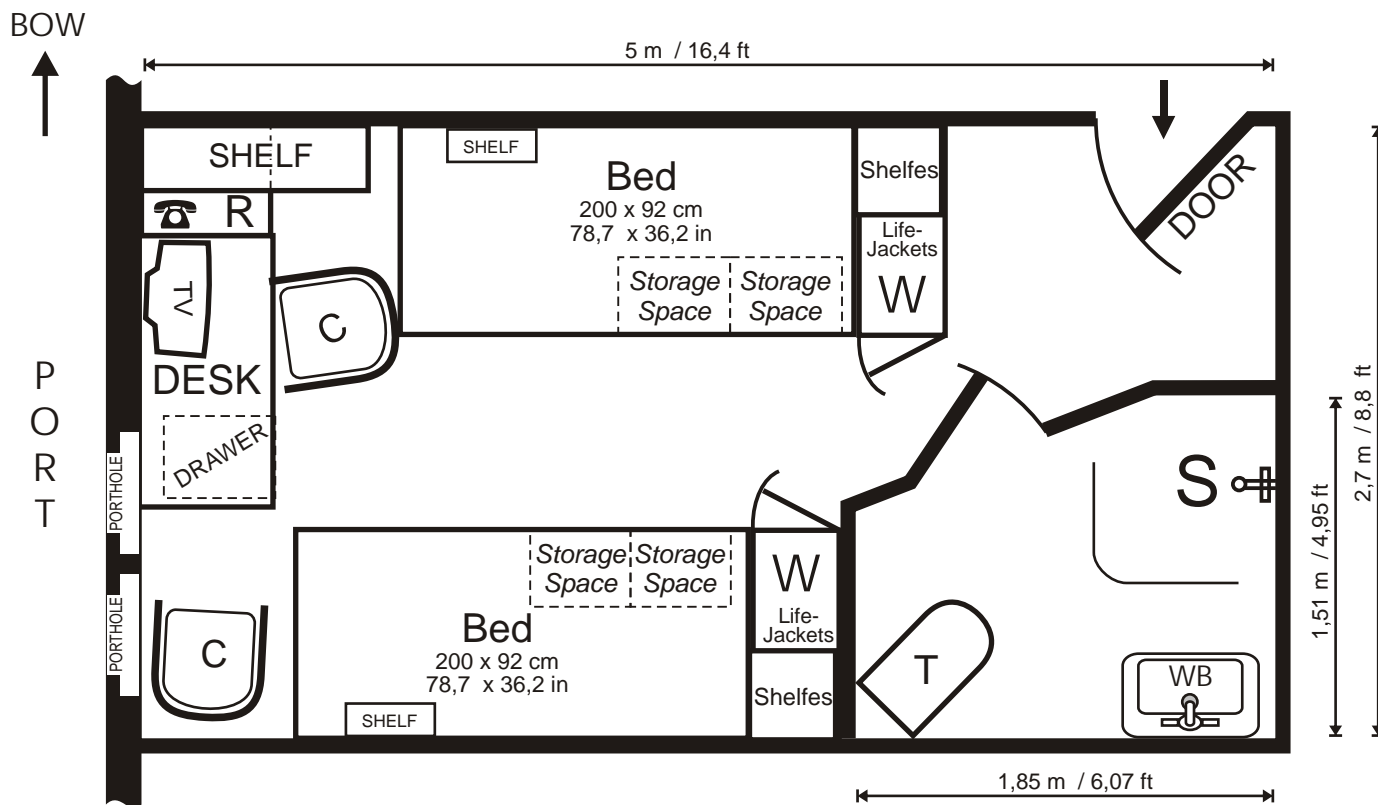 BOW
5 m / 16,4 ft
SHELF
SHELF
Bed
200 x 92 cm
78,7 x 36,2 in
Storage
Space
Storage
Space
Shelfes
Life-
Jackets
W
DOOR
R
TV
C
DESK
DRAWER
P
O
R
T
PORTHOLE
PORTHOLE
C
Storage
Space
Storage
Space
Bed
200 x 92 cm
78,7 x 36,2 in
SHELF
W
Life-
Jackets
Shelfes
S
T
WB
1,51 m / 4,95 ft
2,7 m / 8,8 ft
1,85 m / 6,07 ft